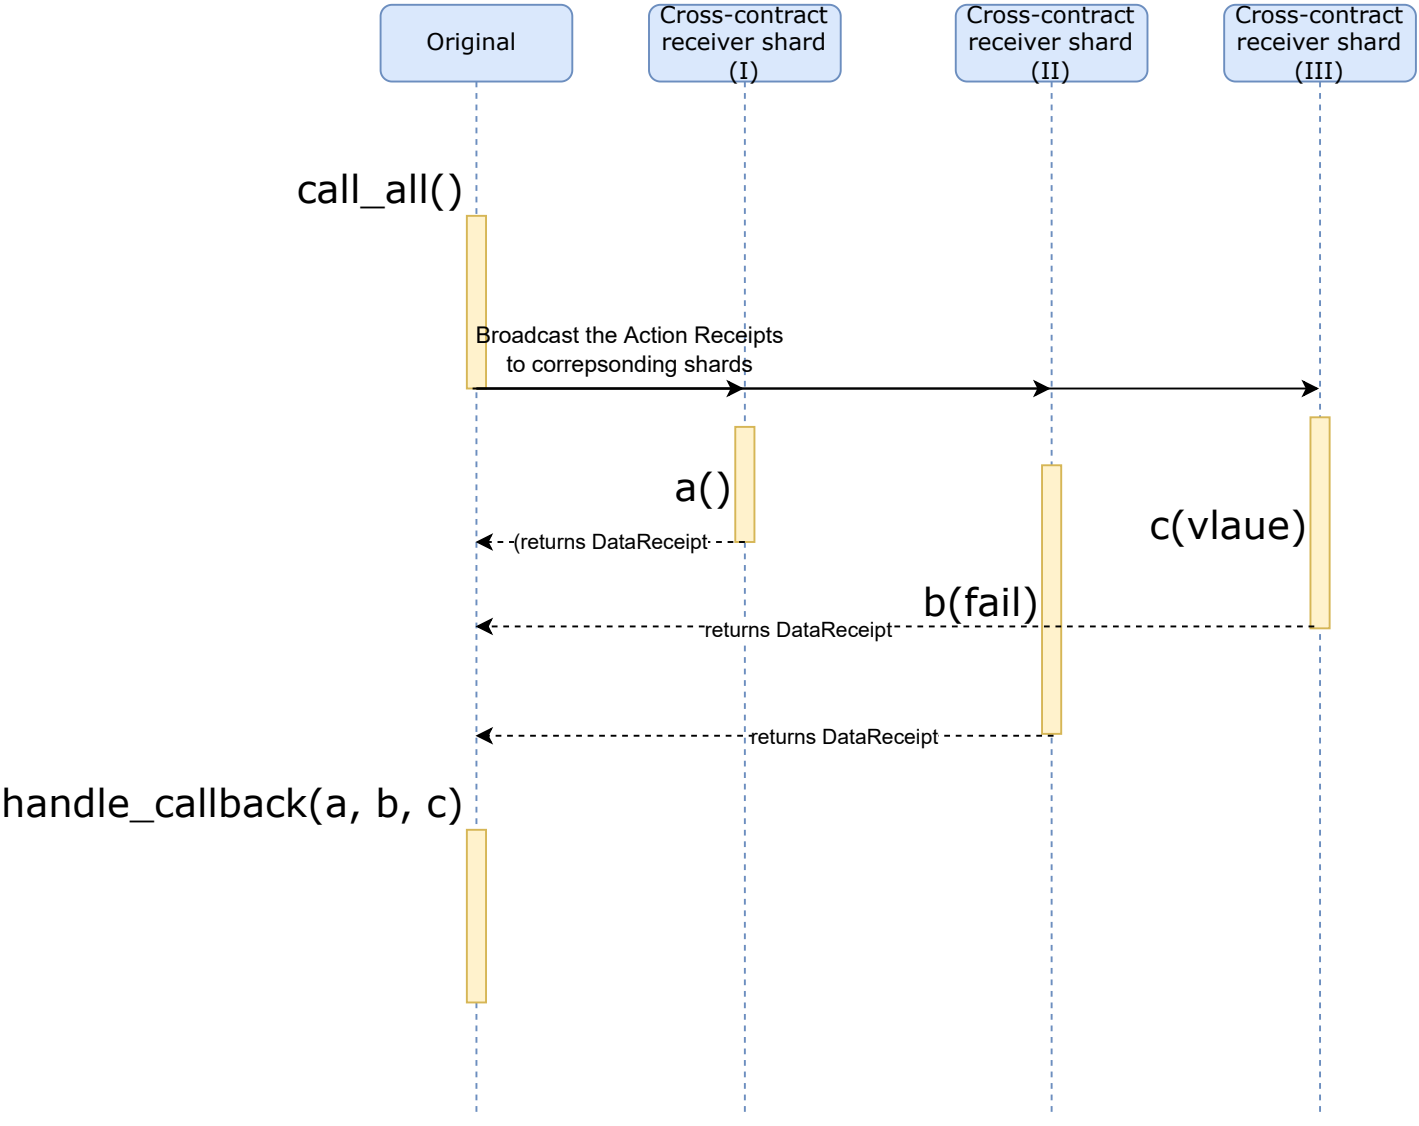 Original
Cross-contract
receiver shard
(I)
Cross-contract
receiver shard
(II)
Cross-contract
receiver shard
(III)
call_all()
Broadcast the Action Receipts
to correpsonding shards
a()
c(vlaue)
(returns DataReceipt
b(fail)
returns DataReceipt
returns DataReceipt
handle_callback(a, b, c)